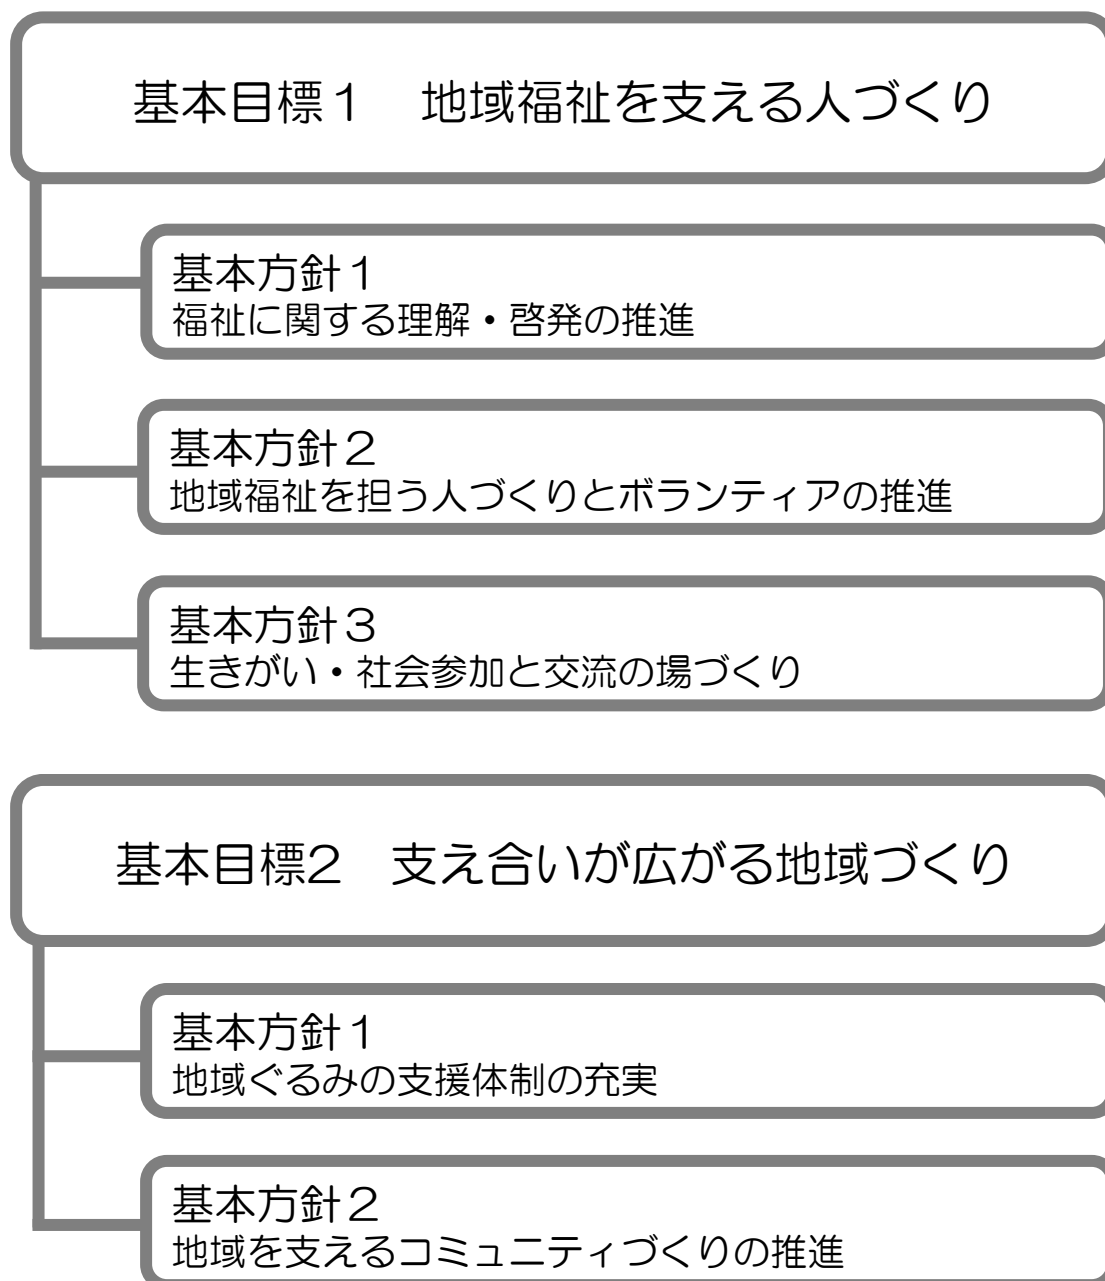 基本目標１　地域福祉を支える人づくり
基本方針１
福祉に関する理解・啓発の推進
基本方針２
地域福祉を担う人づくりとボランティアの推進
基本方針３
生きがい・社会参加と交流の場づくり
基本目標2　支え合いが広がる地域づくり
基本方針１
地域ぐるみの支援体制の充実
基本方針２
地域を支えるコミュニティづくりの推進